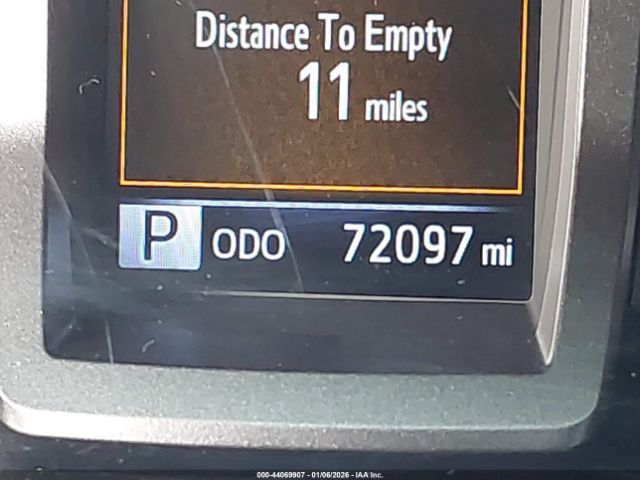 Distance To Empty
11 miles
P ODO 72097 mi
000-44069907 - 01/06/2026 - IAA Inc.